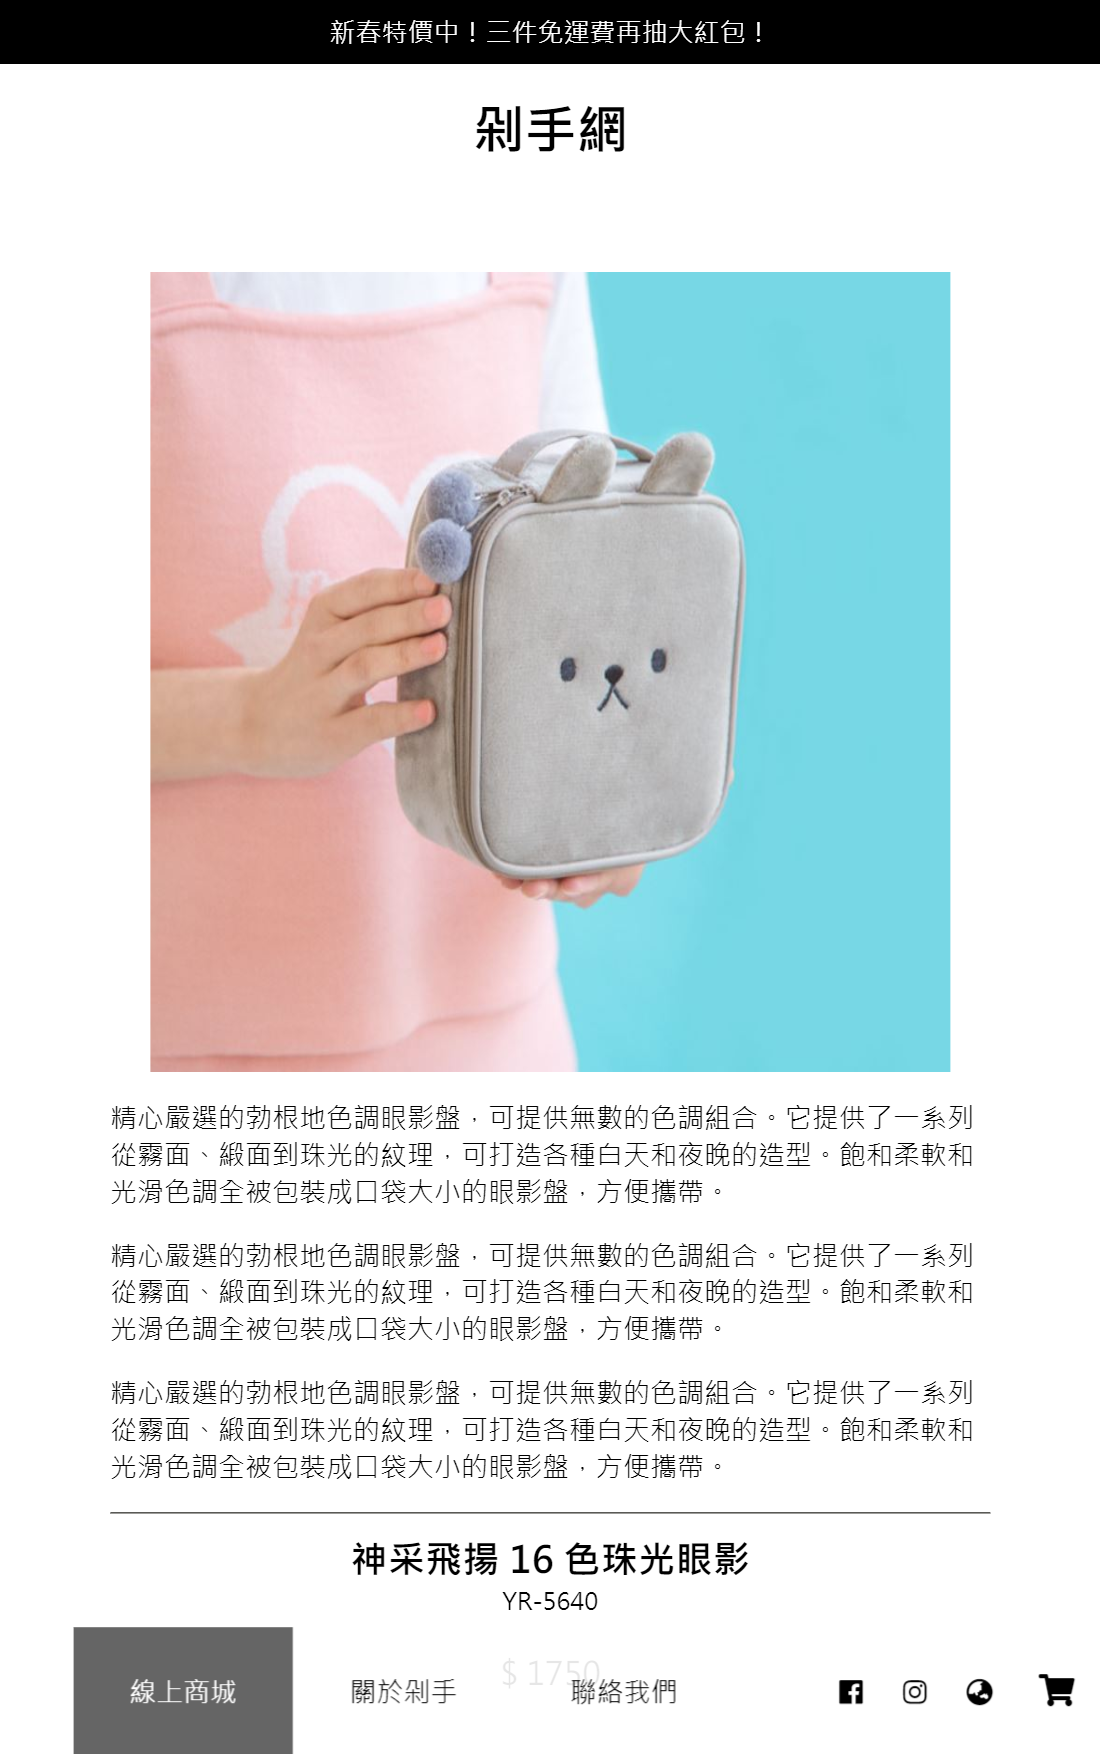 新春特價中！三件免運費再抽大紅包！
剁手網
精心嚴選的勃根地色調眼影盤，可提供無數的色調組合。它提供了一系列
從霧面、緞面到珠光的紋理，可打造各種白天和夜晚的造型。飽和柔軟和
光滑色調全被包裝成口袋大小的眼影盤，方便攜帶。
精心嚴選的勃根地色調眼影盤，可提供無數的色調組合。它提供了一系列
從霧面、緞面到珠光的紋理，可打造各種白天和夜晚的造型。飽和柔軟和
光滑色調全被包裝成口袋大小的眼影盤，方便攜帶。
精心嚴選的勃根地色調眼影盤，可提供無數的色調組合。它提供了一系列
從霧面、緞面到珠光的紋理，可打造各種白天和夜晚的造型。飽和柔軟和
光滑色調全被包裝成口袋大小的眼影盤，方便攜帶。
神采飛揚 16 色珠光眼影
YR-5640
$ 1750
線上商城 關於剁手 聯絡我們